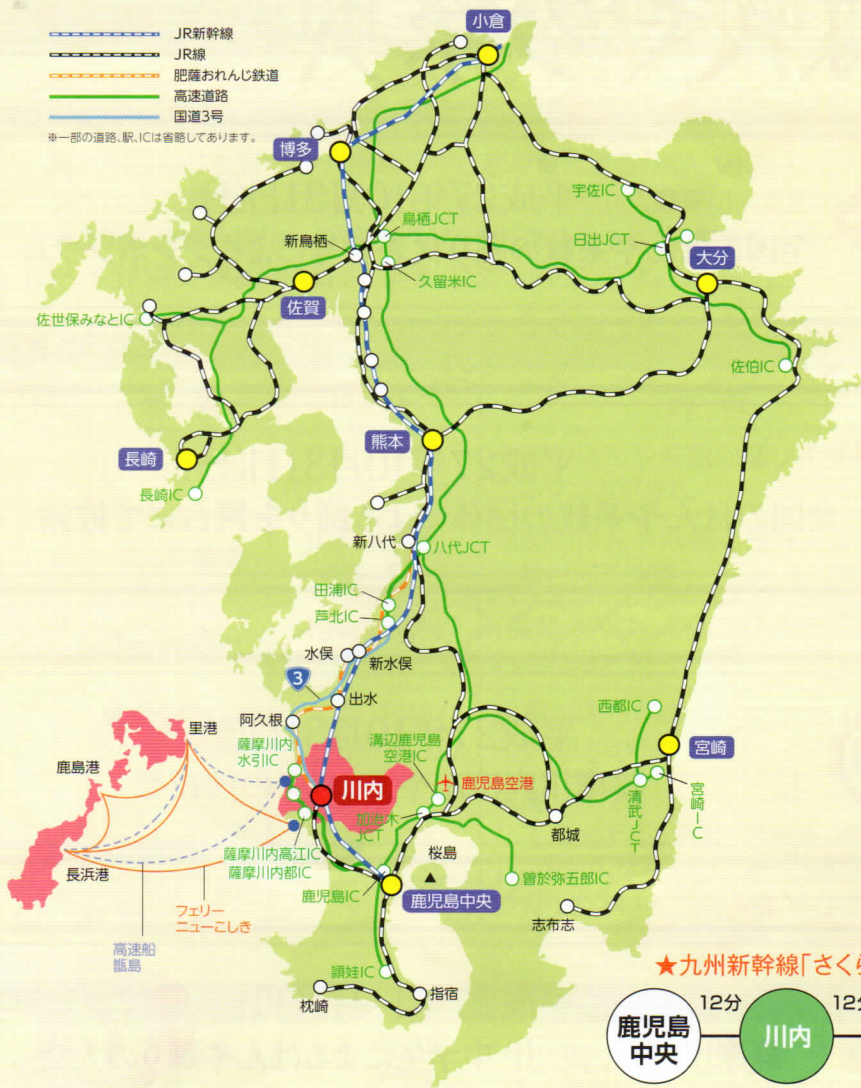 JR新幹線
JR線
肥薩おれんじ鉄道
高速道路
国道3号
※一部の道路、駅、ICは省略してあります。
小倉
博多
宇佐IC
鳥栖JCT
新鳥栖
日出JCT
大分
久留米IC
佐賀
佐世保みなとIC
佐伯IC
熊本
長崎
長崎IC
新八代
八代JCT
田浦IC
芦北IC
水俣
新水俣
3
出水
阿久根
西都IC
里港
薩摩川内
水引IC
溝辺鹿児島
空港IC
宮崎
鹿島港
鹿児島空港
川内
宮崎IC
清武JCT
加治木
JCT
都城
桜島
薩摩川内高江IC
薩摩川内都IC
長浜港
鹿児島IC
鹿児島中央
曽於弥五郎IC
志布志
フェリー
ニューこしき
高速船
甑島
頴娃IC
指宿
枕崎
★九州新幹線「さくら
鹿児島
中央
12分
川内
12分